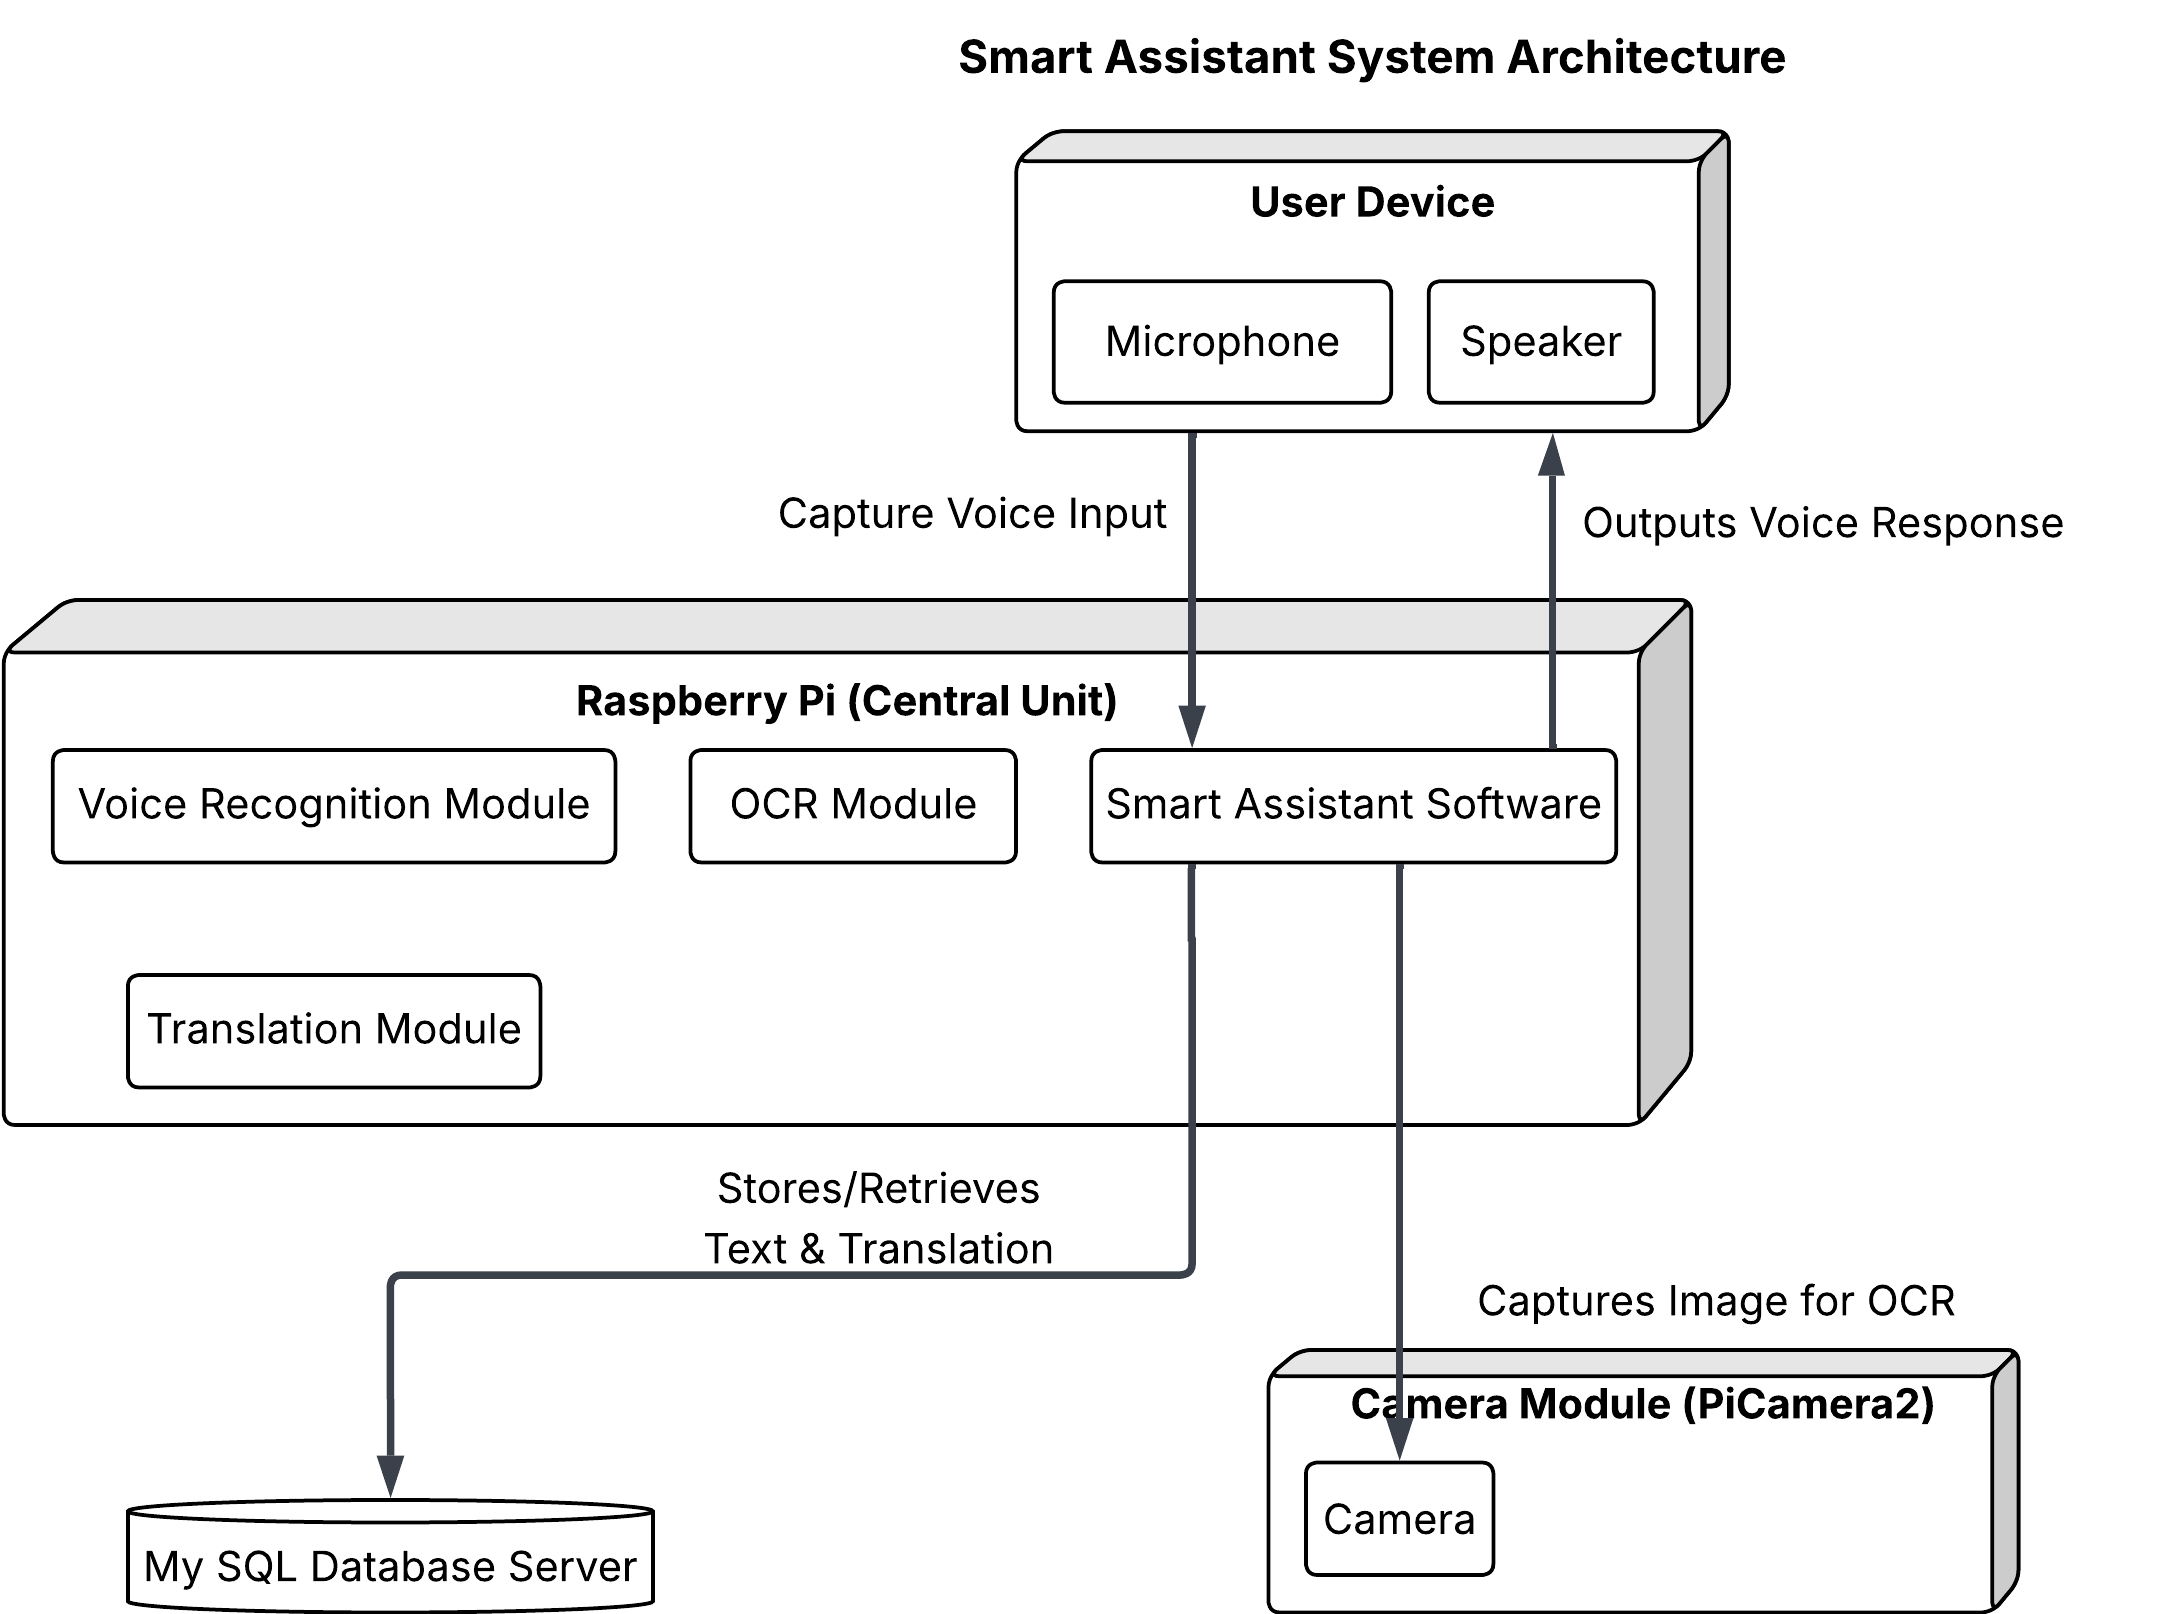 Smart Assistant System Architecture
User Device
Microphone
Speaker
Capture Voice Input
Outputs Voice Response
Raspberry Pi (Central Unit)
Voice Recognition Module
OCR Module
Smart Assistant Software
Translation Module
Stores/Retrieves
Text & Translation
Captures Image for OCR
Camera Module (PiCamera2)
Camera
My SQL Database Server